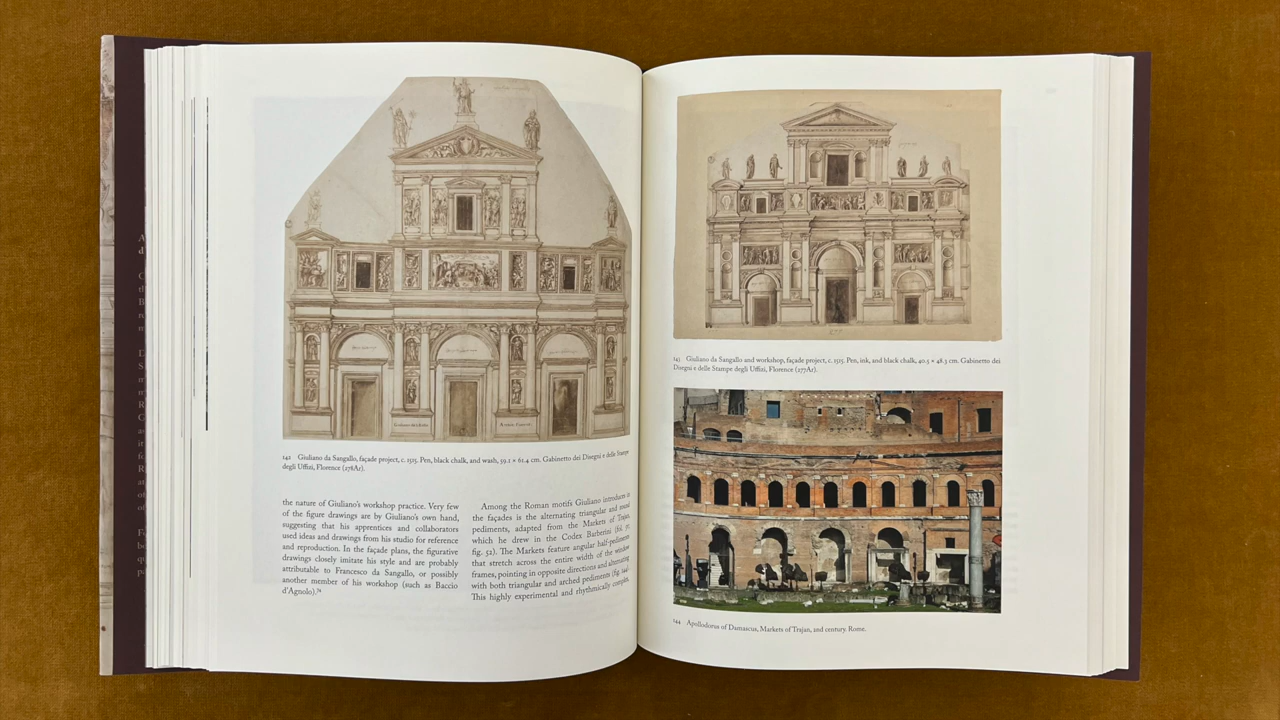 142 Giuliano da Sangallo, façade project, c. 1515. Pen, black chalk, and wash, 59.1 × 61.4 cm. Gabinetto dei Disegni e delle Stampe
degli Uffizi, Florence (278Ar).
the nature of Giuliano's workshop practice. Very few
of the figure drawings are by Giuliano's own hand,
suggesting that his apprentices and collaborators
used ideas and drawings from his studio for reference
and reproduction. In the façade plans, the figurative
drawings closely imitate his style and are probably
attributable to Francesco da Sangallo, or possibly
another member of his workshop (such as Baccio
d'Agnolo).
Among the Roman motifs Giuliano introduces in
the façades is the alternating triangular and round
pediments, adapted from the Markets of Trajan,
which he drew in the Codex Barberini (fol.
fig. 52). The Markets feature angular half-pediments
that stretch across the entire width of the window
frames, pointing in opposite directions and alternating
with both triangular and arched pediments (fig. 144).
This highly experimental and rhythmically complex,
143 Giuliano da Sangallo and workshop, façade project, c. 1515. Pen, ink, and black chalk, 40.5 × 48.3 cm. Gabinetto dei
Disegni e delle Stampe degli Uffizi, Florence (277Ar).
144 Apollodorus of Damascus, Markets of Trajan, 2nd century. Rome.